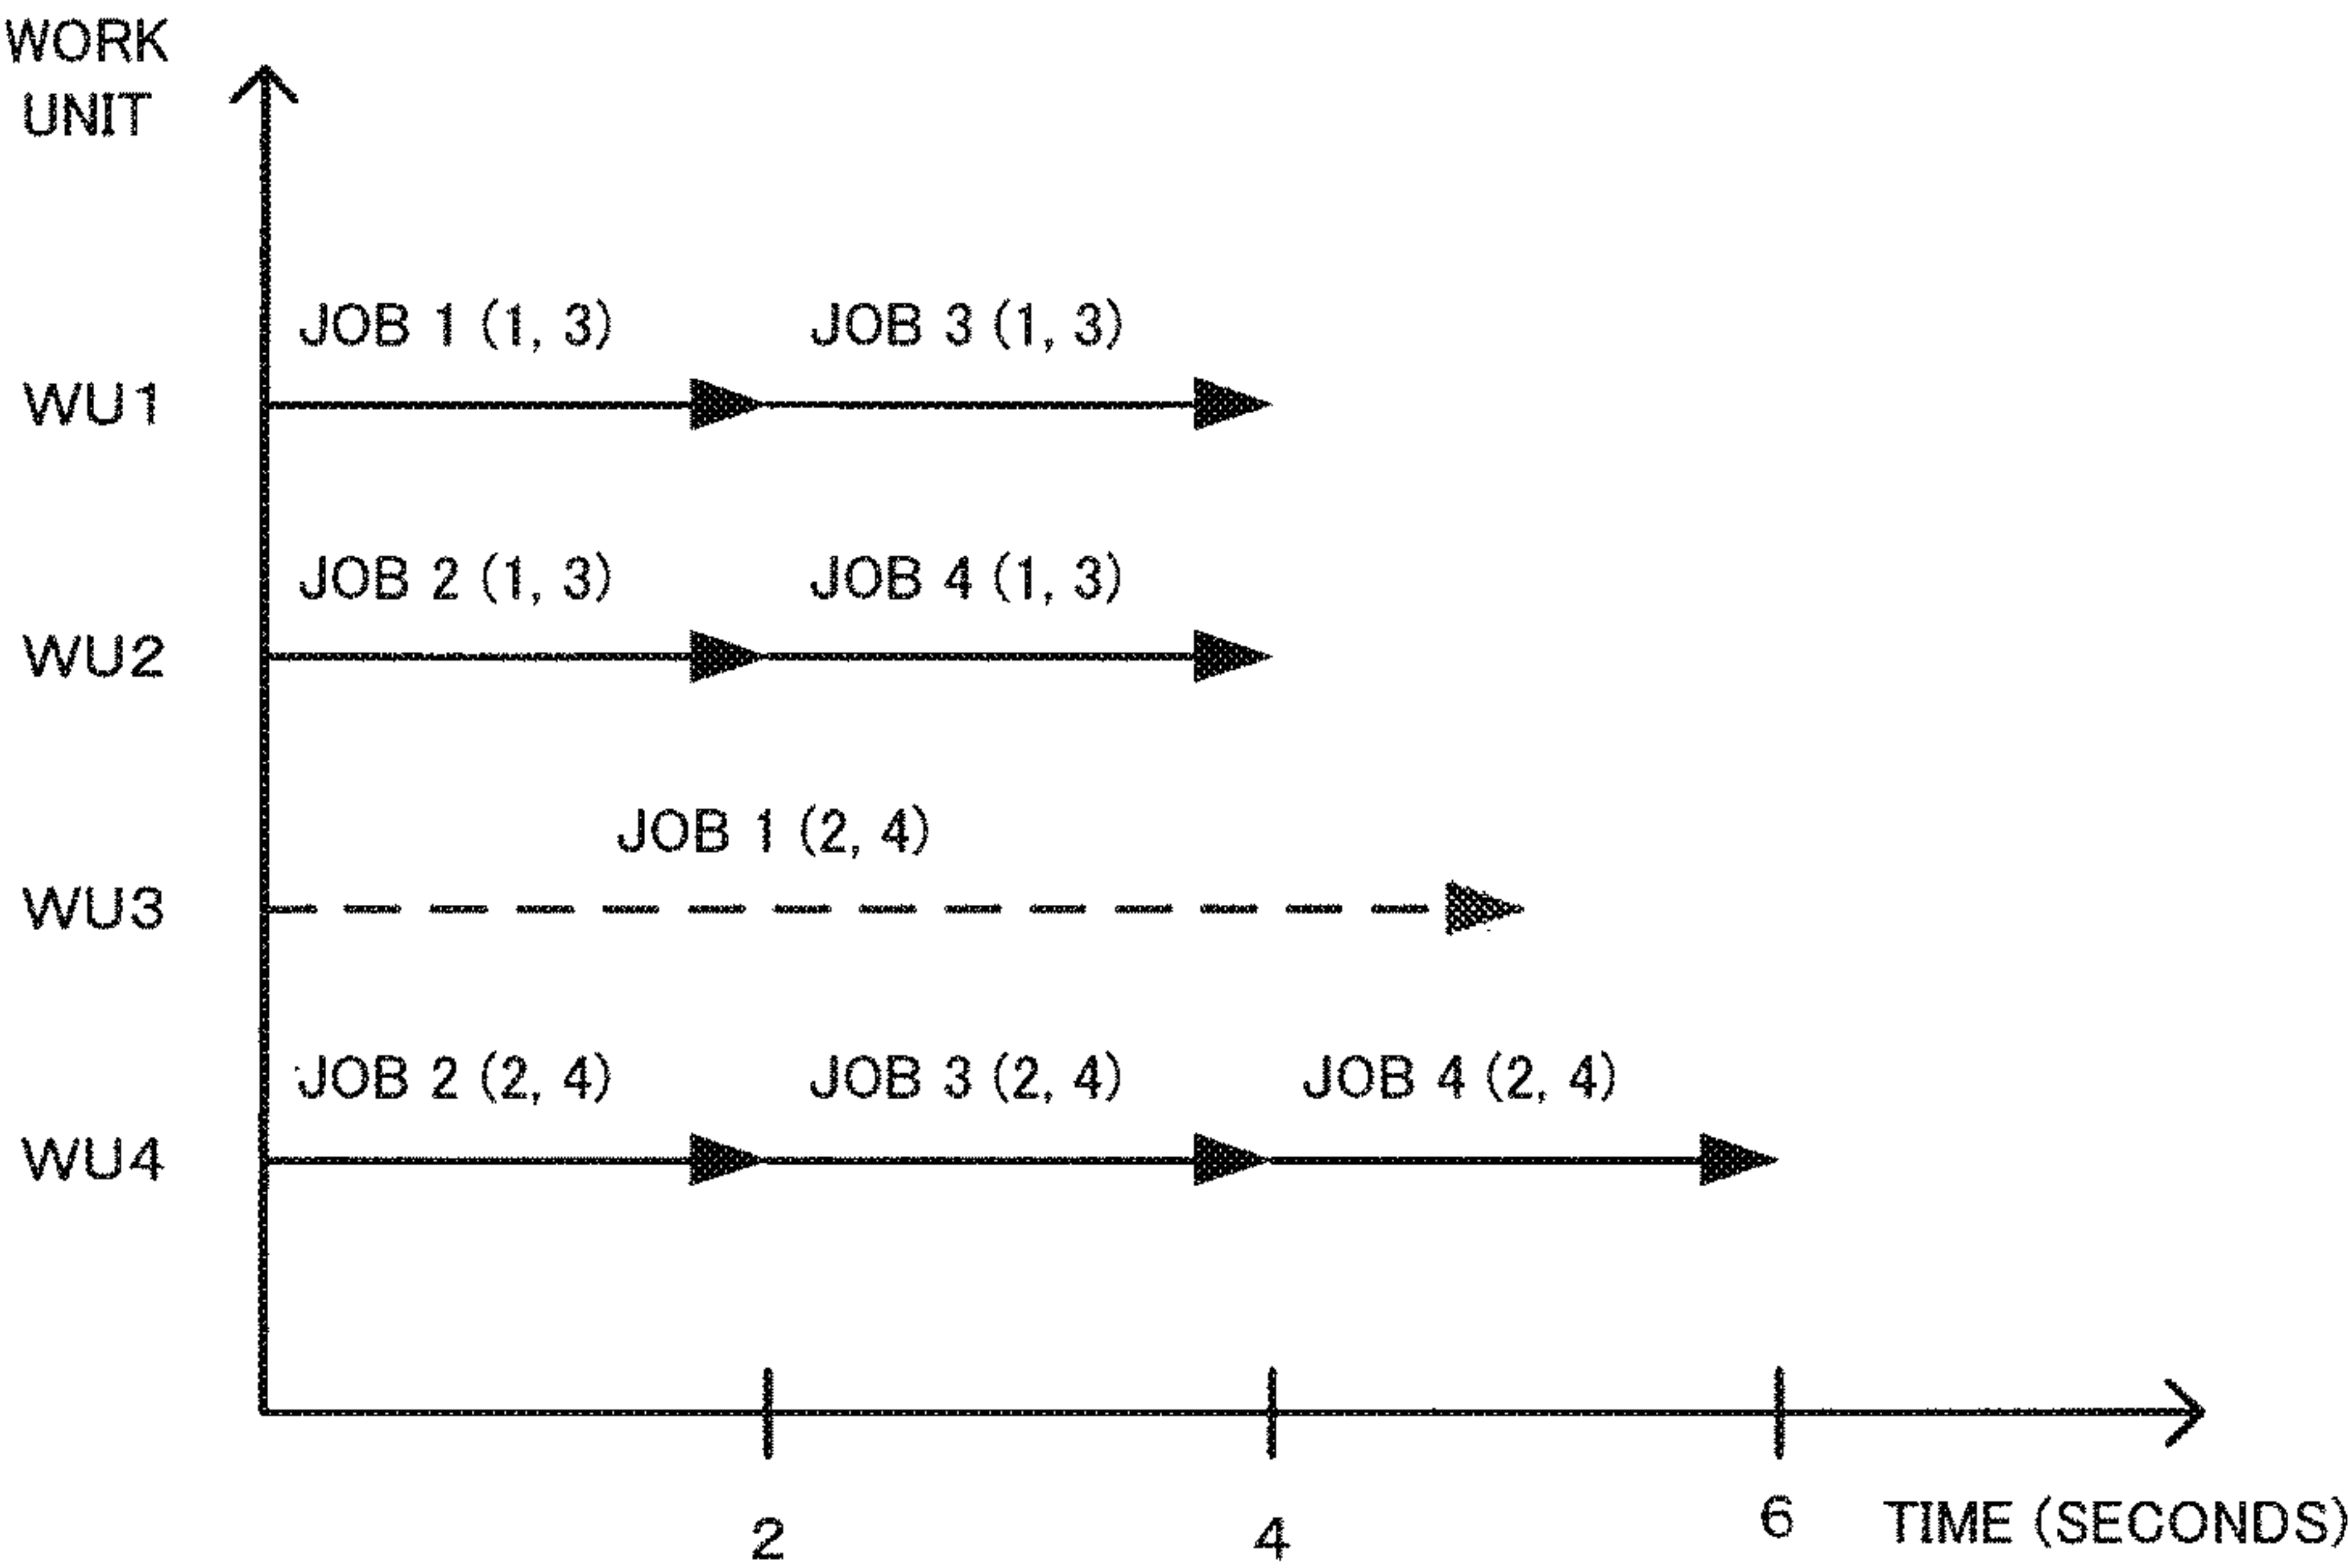 WORK
UNIT
JOB 1 (1, 3) JOB 3 (1, 3)
WU1
JOB 2 (1, 3) JOB 4 (1, 3)
WU2
JOB 1 (2, 4)
WU3
JOB 2 (2, 4) JOB 3 (2, 4) JOB 4 (2, 4)
WU4
2 4 6 TIME (SECONDS)